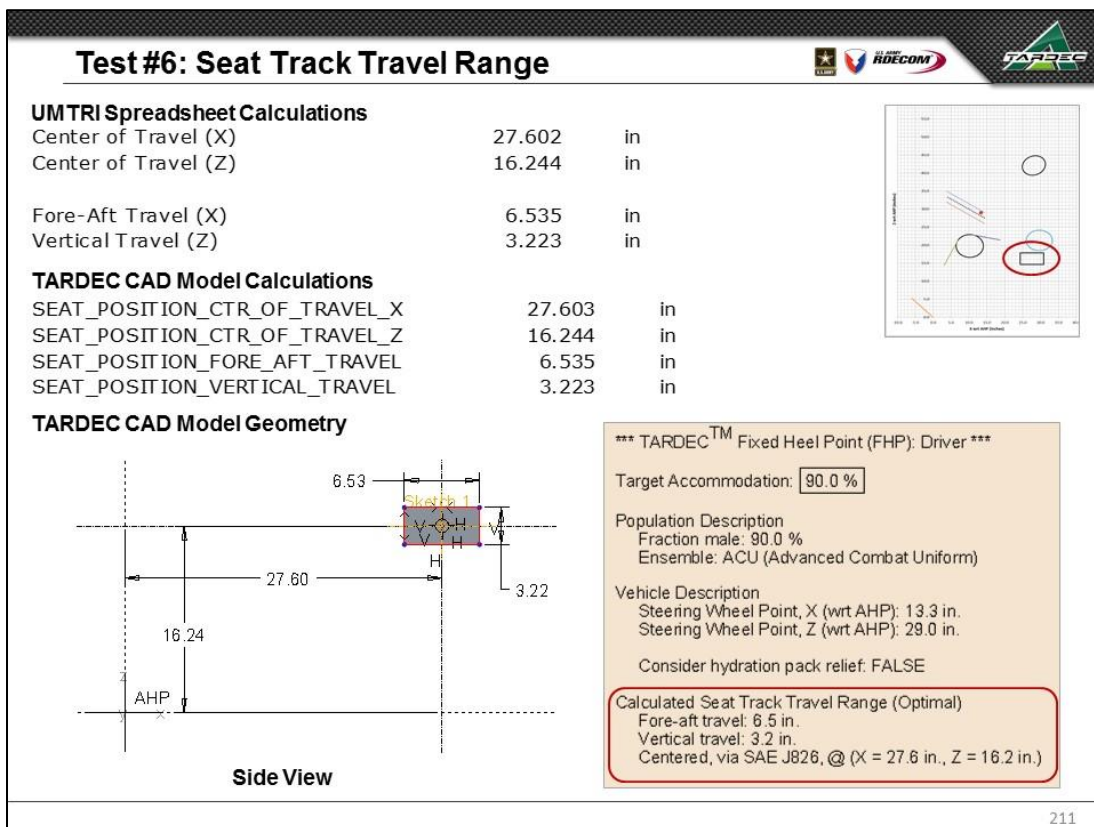 Test #6: Seat Track Travel Range
U.S. ARMY
U.S. ARMY
RDECOM
TARDEC
UMTRI Spreadsheet Calculations
Center of Travel (X) 27.602 in
Center of Travel (Z) 16.244 in
Fore-Aft Travel (X) 6.535 in
Vertical Travel (Z) 3.223 in
TARDEC CAD Model Calculations
SEAT_POSITION_CTR_OF_TRAVEL_X 27.603 in
SEAT_POSITION_CTR_OF_TRAVEL_Z 16.244 in
SEAT_POSITION_FORE_AFT_TRAVEL 6.535 in
SEAT_POSITION_VERTICAL_TRAVEL 3.223 in
TARDEC CAD Model Geometry
6.53
Sketch 1
V H V
V H
H
27.60
3.22
16.24
Z
AHP
Y X
Side View
*** TARDEC™ Fixed Heel Point (FHP): Driver ***
Target Accommodation: 90.0 %
Population Description
Fraction male: 90.0 %
Ensemble: ACU (Advanced Combat Uniform)
Vehicle Description
Steering Wheel Point, X (wrt AHP): 13.3 in.
Steering Wheel Point, Z (wrt AHP): 29.0 in.
Consider hydration pack relief: FALSE
Calculated Seat Track Travel Range (Optimal)
Fore-aft travel: 6.5 in.
Vertical travel: 3.2 in.
Centered, via SAE J826, @ (X = 27.6 in., Z = 16.2 in.)
211